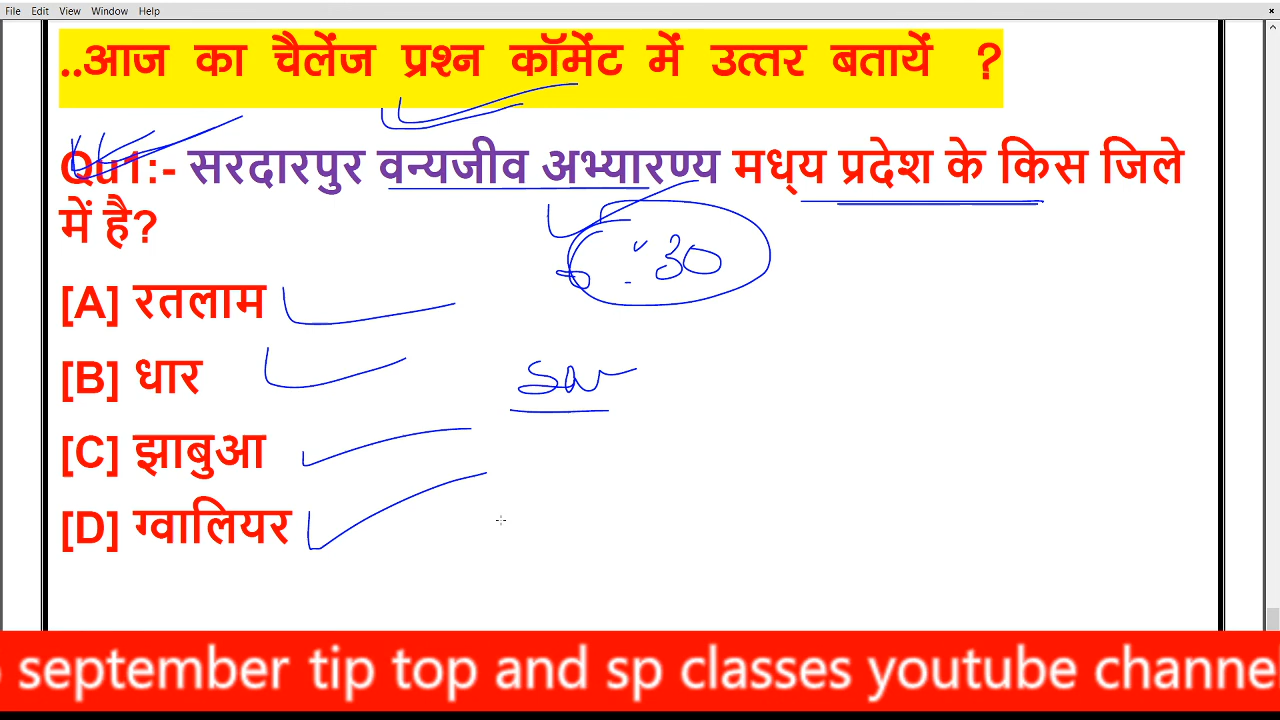 File Edit View Window Help
..आज का चैलेंज प्रश्न कॉमेंट में उत्तर बतायें ?
Qu1:- सरदारपुर वन्यजीव अभ्यारण्य मध्य प्रदेश के किस जिले
में है?
30
[A] रतलाम
[B] धार
[C] झाबुआ
[D] ग्वालियर
september tip top and sp classes youtube channe